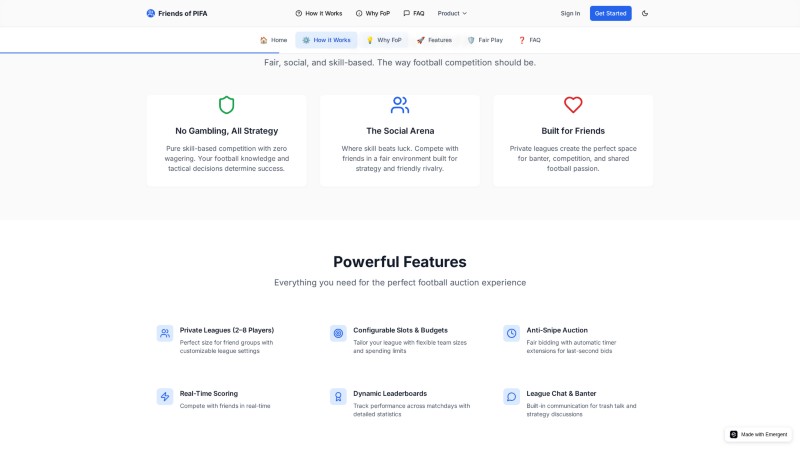 Friends of PIFA
How it Works
Why FoP
FAQ
Product
Sign In
Get Started
Home
How it Works
Why FoP
Features
Fair Play
FAQ
Fair, social, and skill-based. The way football competition should be.
No Gambling, All Strategy
Pure skill-based competition with zero
wagering. Your football knowledge and
tactical decisions determine success.
The Social Arena
Where skill beats luck. Compete with
friends in a fair environment built for
strategy and friendly rivalry.
Built for Friends
Private leagues create the perfect space
for banter, competition, and shared
football passion.
Powerful Features
Everything you need for the perfect football auction experience
Private Leagues (2–8 Players)
Perfect size for friend groups with
customizable league settings
Configurable Slots & Budgets
Tailor your league with flexible team sizes
and spending limits
Anti-Snipe Auction
Fair bidding with automatic timer
extensions for last-second bids
Real-Time Scoring
Compete with friends in real-time
Dynamic Leaderboards
Track performance across matchdays with
detailed statistics
League Chat & Banter
Built-in communication for trash talk and
strategy discussions
Made with Emergent